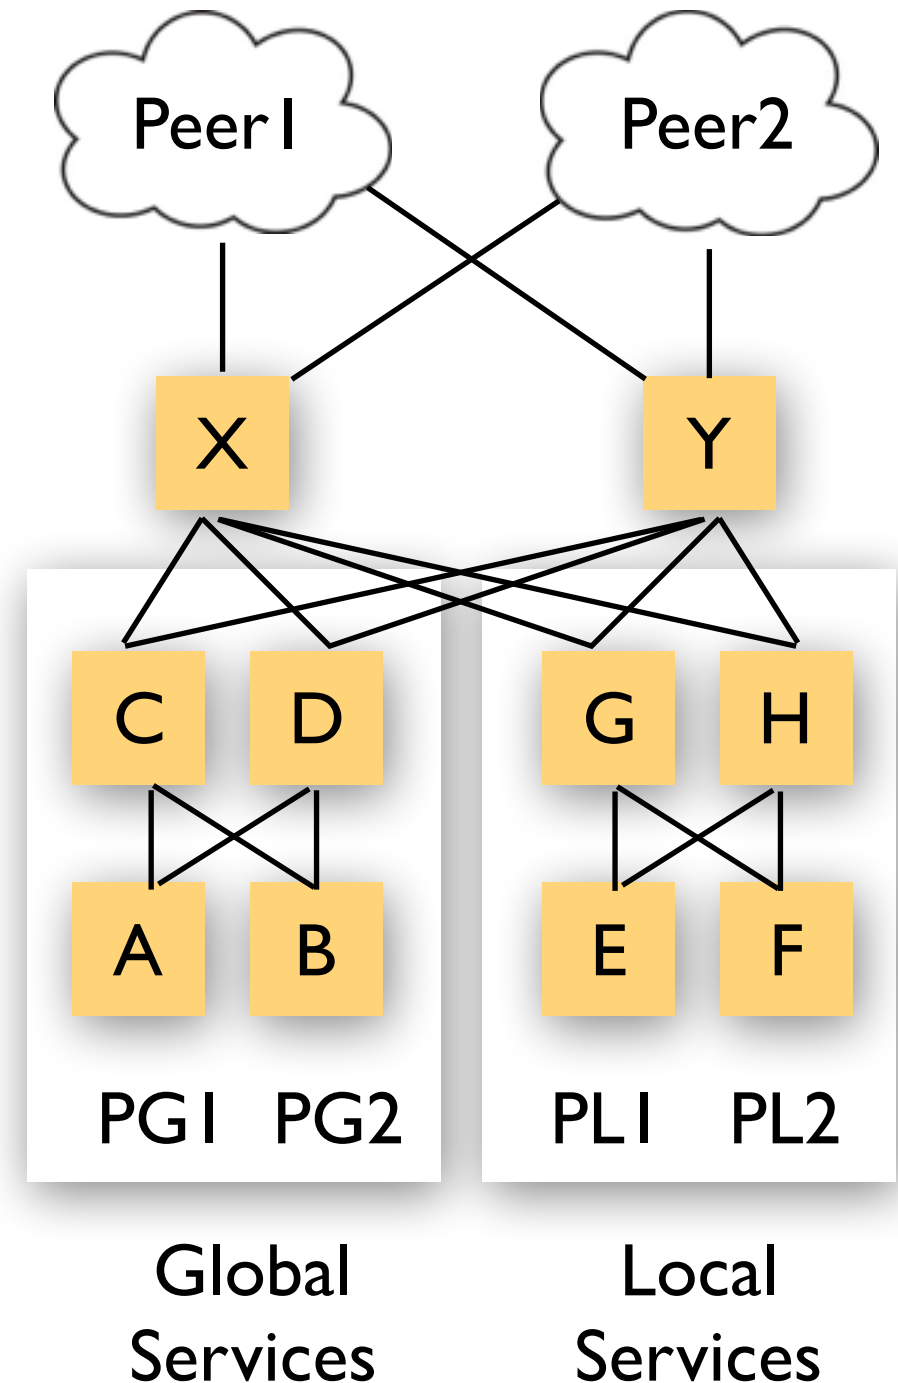 Peer1 Peer2
X Y
C D G H
A B E F
PG1 PG2 PL1 PL2
Global Local
Services Services